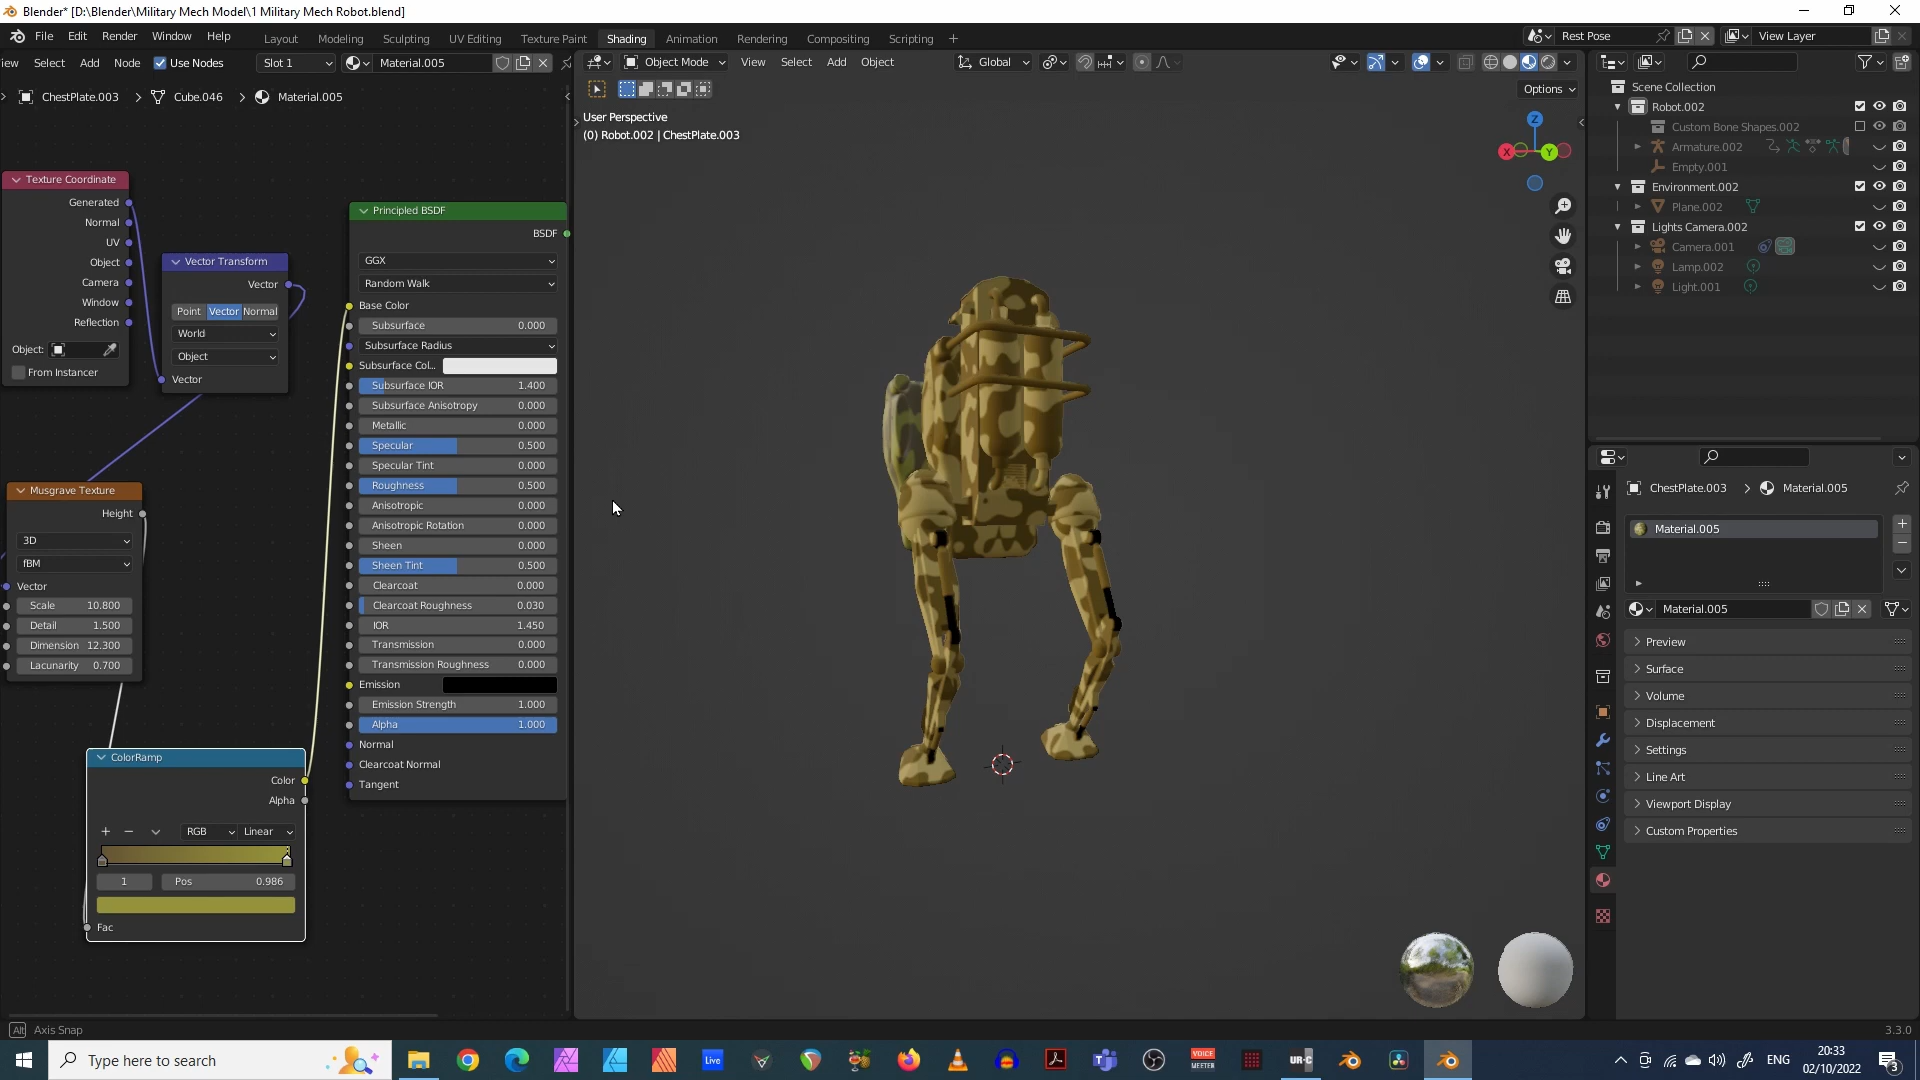 Blender* [D:\Blender\Military Mech Model\1 Military Mech Robot.blend]
File Edit Render Window Help
Layout Modeling Sculpting UV Editing Texture Paint Shading Animation Rendering Compositing Scripting
Rest Pose
View Layer
iew Select Add Node Use Nodes Slot 1 Material.005
Object Mode View Select Add Object Global
Options
ChestPlate.003 > Cube.046 > Material.005
User Perspective
(0) Robot.002 | ChestPlate.003
Z
X
Y
Texture Coordinate
Generated
Normal
UV
Object
Camera
Window
Reflection
Object:
From Instancer
Vector Transform
Vector
Point Vector Normal
World
Object
Vector
Musgrave Texture
Height
3D
fBM
Vector
Scale 10.800
Detail 1.500
Dimension 12.300
Lacunarity 0.700
ColorRamp
Color
Alpha
RGB Linear
1 Pos 0.986
Fac
Principled BSDF
BSDF
GGX
Random Walk
Base Color
Subsurface 0.000
Subsurface Radius
Subsurface Col...
Subsurface IOR 1.400
Subsurface Anisotropy 0.000
Metallic 0.000
Specular 0.500
Specular Tint 0.000
Roughness 0.500
Anisotropic 0.000
Anisotropic Rotation 0.000
Sheen 0.000
Sheen Tint 0.500
Clearcoat 0.000
Clearcoat Roughness 0.030
IOR 1.450
Transmission 0.000
Transmission Roughness 0.000
Emission
Emission Strength 1.000
Alpha 1.000
Normal
Clearcoat Normal
Tangent
Scene Collection
Robot.002
Custom Bone Shapes.002
Armature.002
Empty.001
Environment.002
Plane.002
Lights Camera.002
Camera.001
Lamp.002
Light.001
ChestPlate.003 > Material.005
Material.005
Material.005
Preview
Surface
Volume
Displacement
Settings
Line Art
Viewport Display
Custom Properties
Alt Axis Snap
3.3.0
Type here to search
Live
VOICE
MEETER
UR-C
ENG
20:33
02/10/2022
3